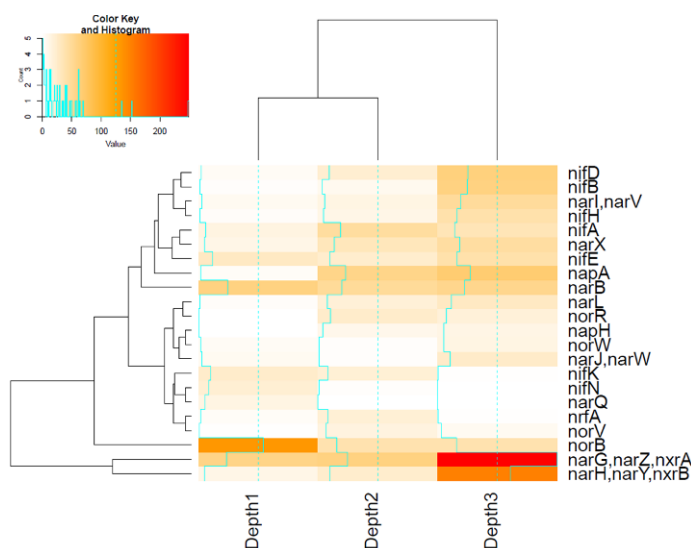 Color Key
and Histogram
Count
0 1 2 3 4 5
0 50 100 150 200
Value
nifD
nifB
narI,narV
nifH
nifA
narX
nifE
napA
narB
narL
norR
napH
norW
narJ,narW
nifK
nifN
narQ
nrfA
norV
norB
narG,narZ,nxrA
narH,narY,nxrB
Depth1
Depth2
Depth3